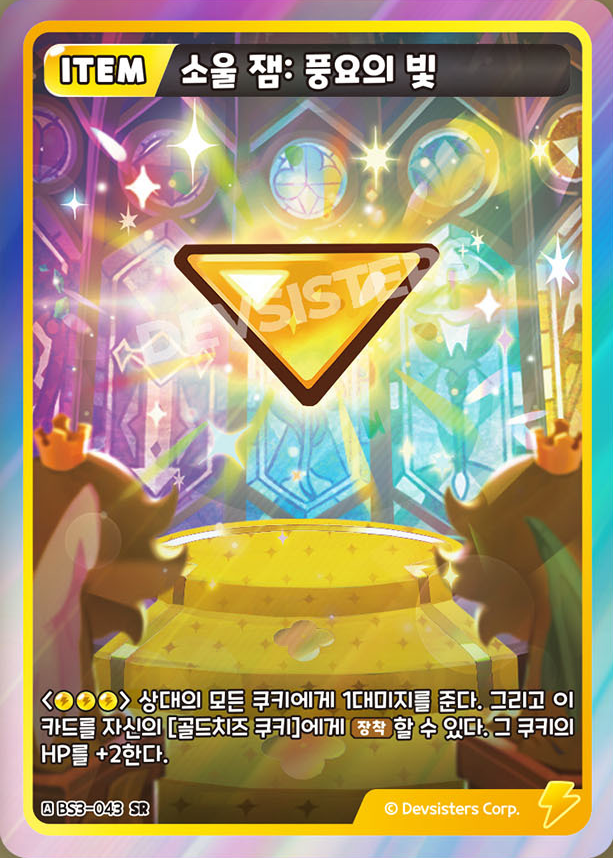 ITEM 소울 잼: 풍요의 빛
DEVSISTERS
< > 상대의 모든 쿠키에게 1대미지를 준다. 그리고 이
카드를 자신의 [골드치즈 쿠키]에게 장착 할 수 있다. 그 쿠키의
HP를 +2한다.
A BS3-043 SR
© Devsisters Corp.